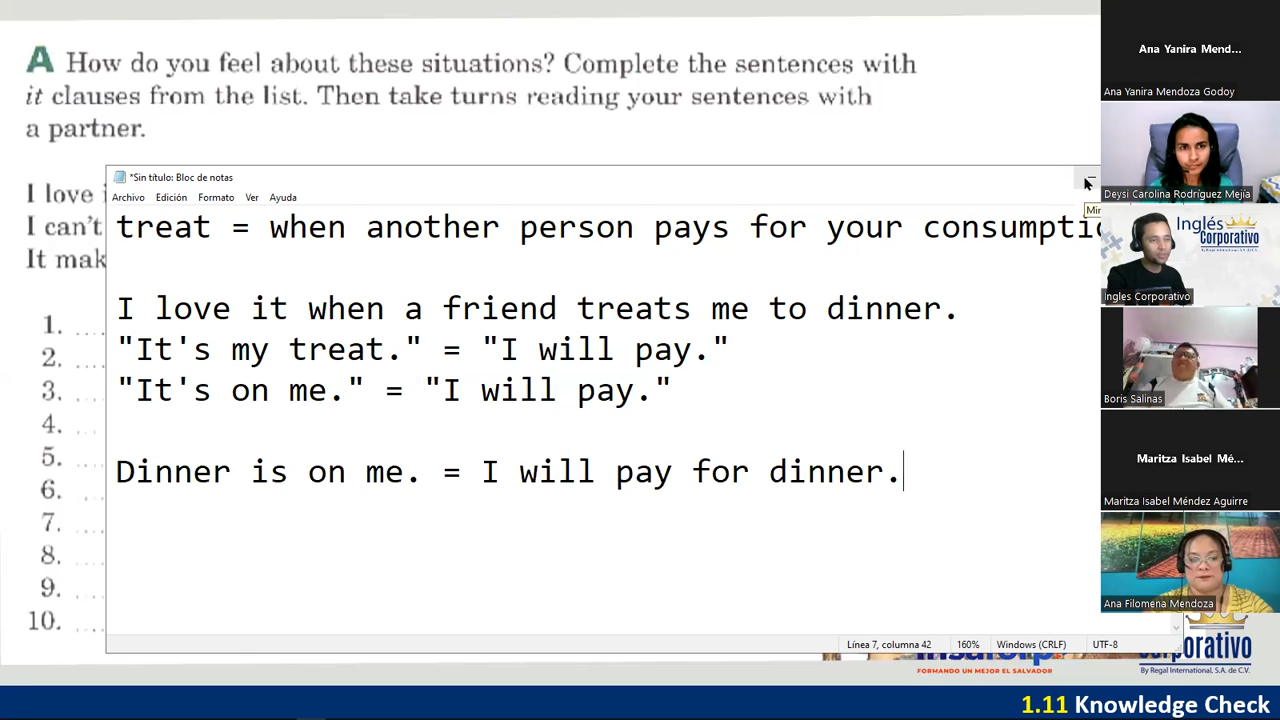 A How do you feel about these situations? Complete the sentences with
it clauses from the list. Then take turns reading your sentences with
a partner.
I love
I can't
It mak
1. ....
2. ....
3. ....
4. ....
5. ....
6. ....
7. ....
8. ....
9. ....
10. ....
*Sin título: Bloc de notas
Archivo Edición Formato Ver Ayuda
treat = when another person pays for your consumptio
I love it when a friend treats me to dinner.
"It's my treat." = "I will pay."
"It's on me." = "I will pay."
Dinner is on me. = I will pay for dinner.
Línea 7, columna 42 160% Windows (CRLF) UTF-8
Ana Yanira Mend...
Ana Yanira Mendoza Godoy
Deysi Carolina Rodríguez Mejía
Inglés
Corporativo
Ingles Corporativo
Boris Salinas
Maritza Isabel Mé...
Maritza Isabel Méndez Aguirre
Ana Filomena Mendoza
FORMANDO UN MEJOR EL SALVADOR
orporativo
By Regal International, S.A. de C.V.
1.11 Knowledge Check